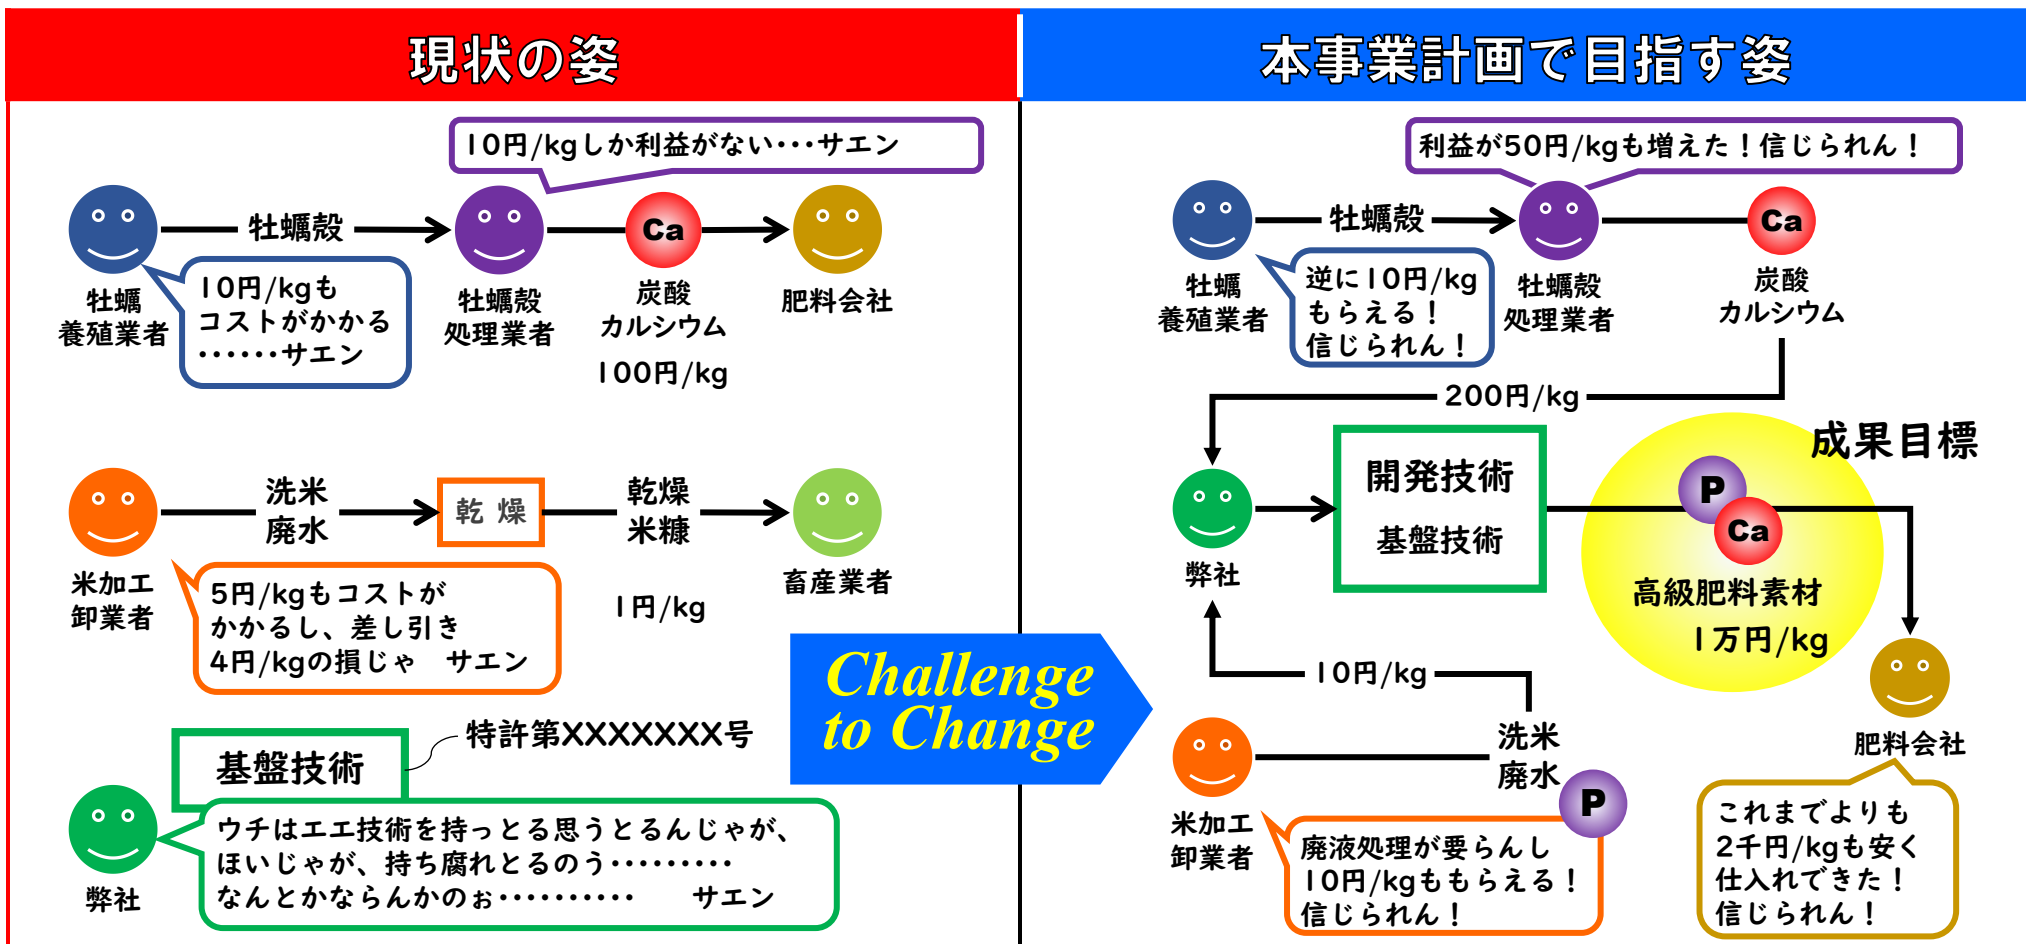 現状の姿
10円/kgしか利益がない・・・サエン
牡蠣殻
Ca
牡蠣
養殖業者
10円/kgも
コストがかかる
・・・・・・サエン
牡蠣殻
処理業者
炭酸
カルシウム
100円/kg
肥料会社
洗米
廃水
乾 燥
乾燥
米糠
米加工
卸業者
5円/kgもコストが
かかるし、差し引き
4円/kgの損じゃ サエン
1円/kg
畜産業者
基盤技術
特許第XXXXXXX号
弊社
ウチはエエ技術を持っとる思うとるんじゃが、
ほいじゃが、持ち腐れとるのう・・・・・・・・・
なんとかならんかのぉ・・・・・・・・・・ サエン
Challenge
to Change
本事業計画で目指す姿
利益が50円/kgも増えた！信じられん！
牡蠣殻
Ca
牡蠣
養殖業者
逆に10円/kg
もらえる！
信じられん！
牡蠣殻
処理業者
炭酸
カルシウム
200円/kg
弊社
開発技術
基盤技術
成果目標
P
Ca
高級肥料素材
1万円/kg
10円/kg
米加工
卸業者
洗米
廃水
P
廃液処理が要らんし
10円/kgももらえる！
信じられん！
肥料会社
これまでよりも
2千円/kgも安く
仕入れできた！
信じられん！